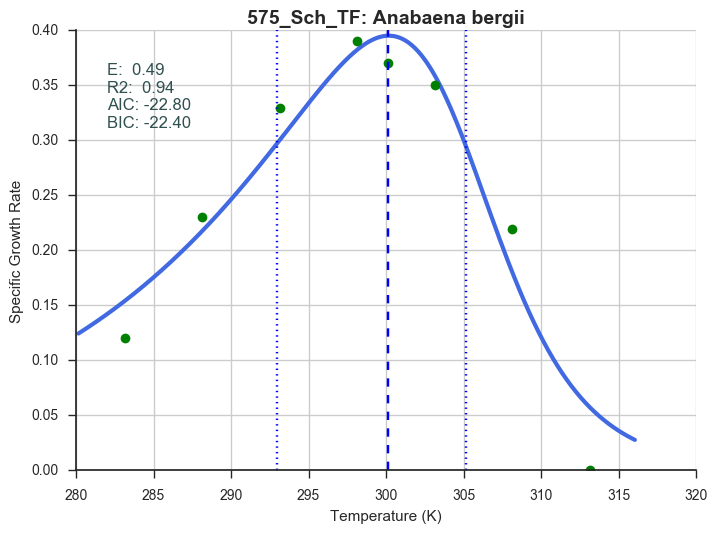 575_Sch_TF: Anabaena bergii
E: 0.49
R2: 0.94
AIC: -22.80
BIC: -22.40
Specific Growth Rate
0.40
0.35
0.30
0.25
0.20
0.15
0.10
0.05
0.00
280 285 290 295 300 305 310 315 320
Temperature (K)